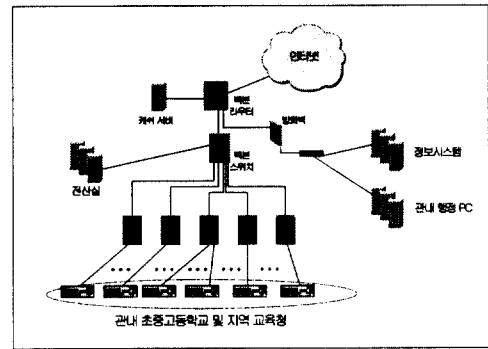 인터넷
백본
라우터
캐쉬 서버
방화벽
백본
스위치
정보시스템
전산실
관내 행정 PC
관내 초중고등학교 및 지역 교육청